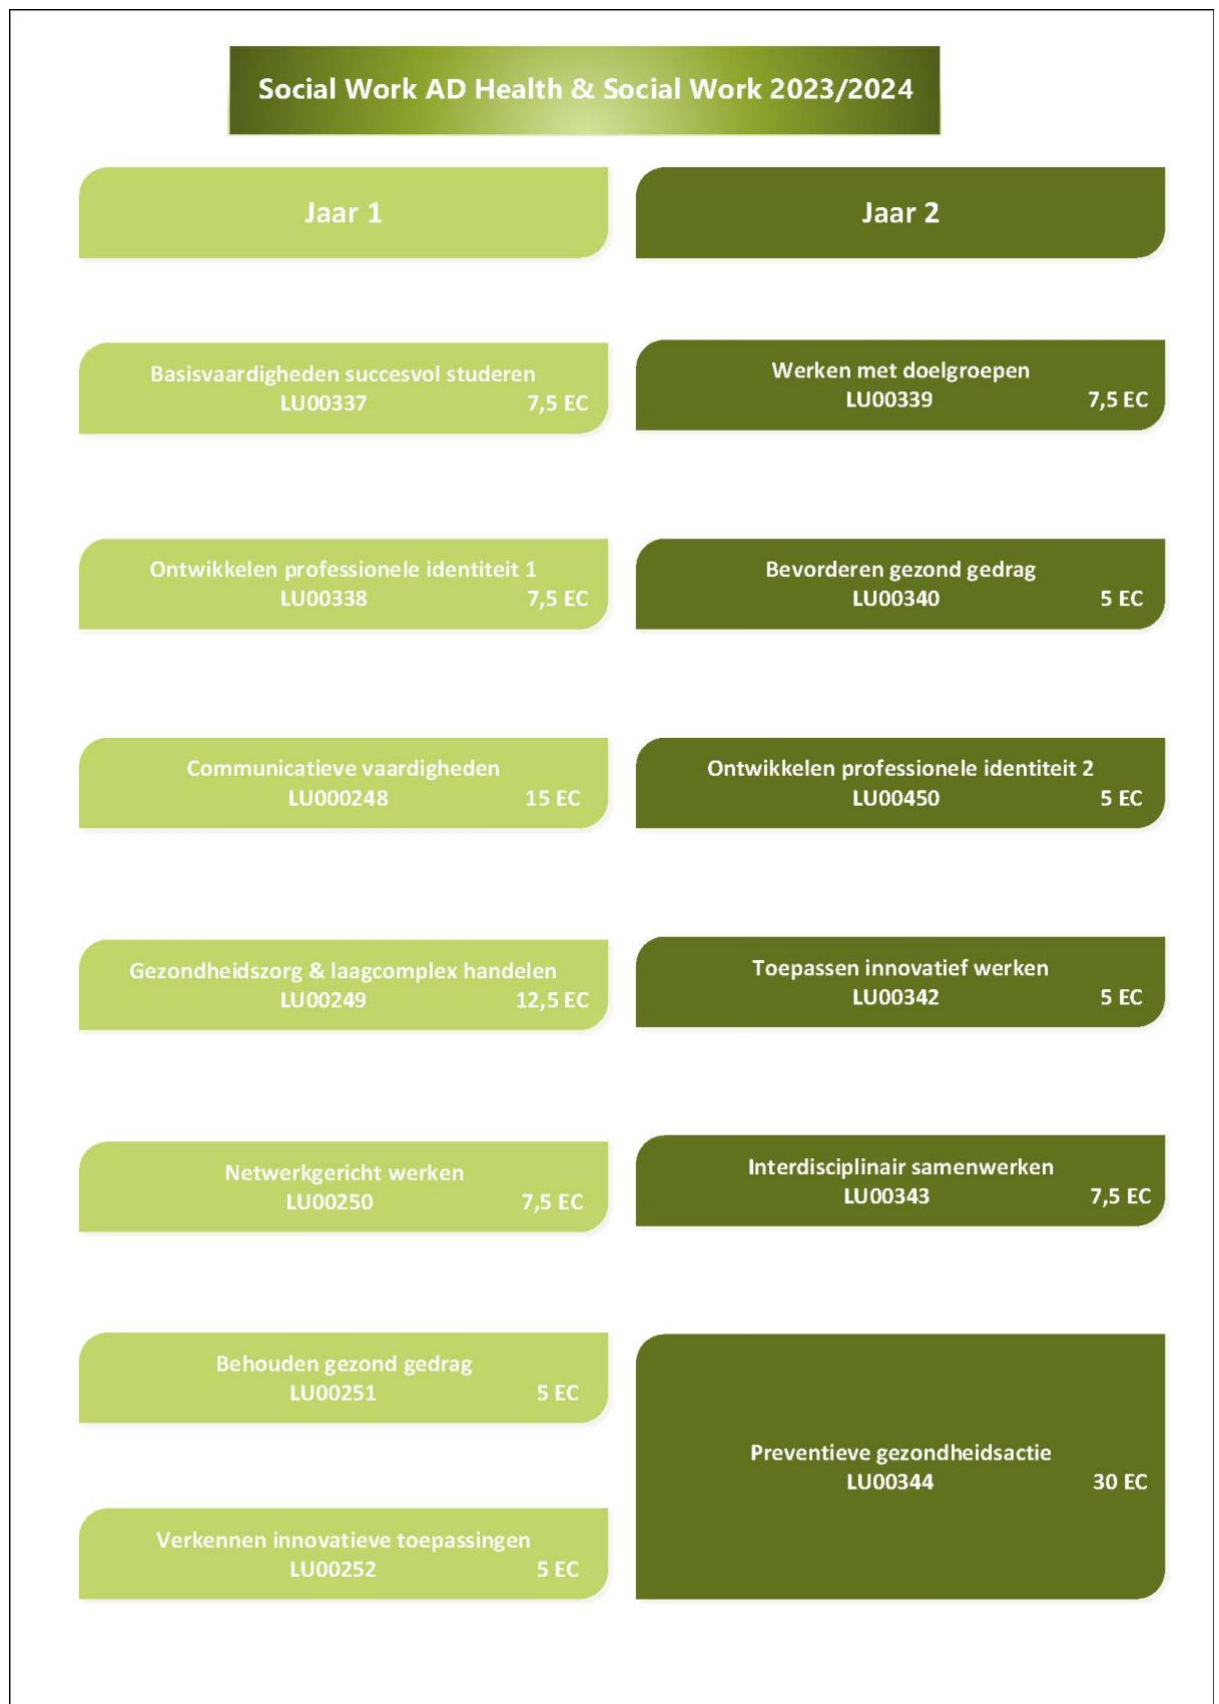 Social Work AD Health & Social Work 2023/2024
Jaar 1
Basisvaardigheden succesvol studeren
LU00337 7,5 EC
Ontwikkelen professionele identiteit 1
LU00338 7,5 EC
Communicatieve vaardigheden
LU000248 15 EC
Gezondheidszorg & laagcomplex handelen
LU00249 12,5 EC
Netwerkgericht werken
LU00250 7,5 EC
Behouden gezond gedrag
LU00251 5 EC
Verkennen innovatieve toepassingen
LU00252 5 EC
Jaar 2
Werken met doelgroepen
LU00339 7,5 EC
Bevorderen gezond gedrag
LU00340 5 EC
Ontwikkelen professionele identiteit 2
LU00450 5 EC
Toepassen innovatief werken
LU00342 5 EC
Interdisciplinair samenwerken
LU00343 7,5 EC
Preventieve gezondheidsactie
LU00344 30 EC